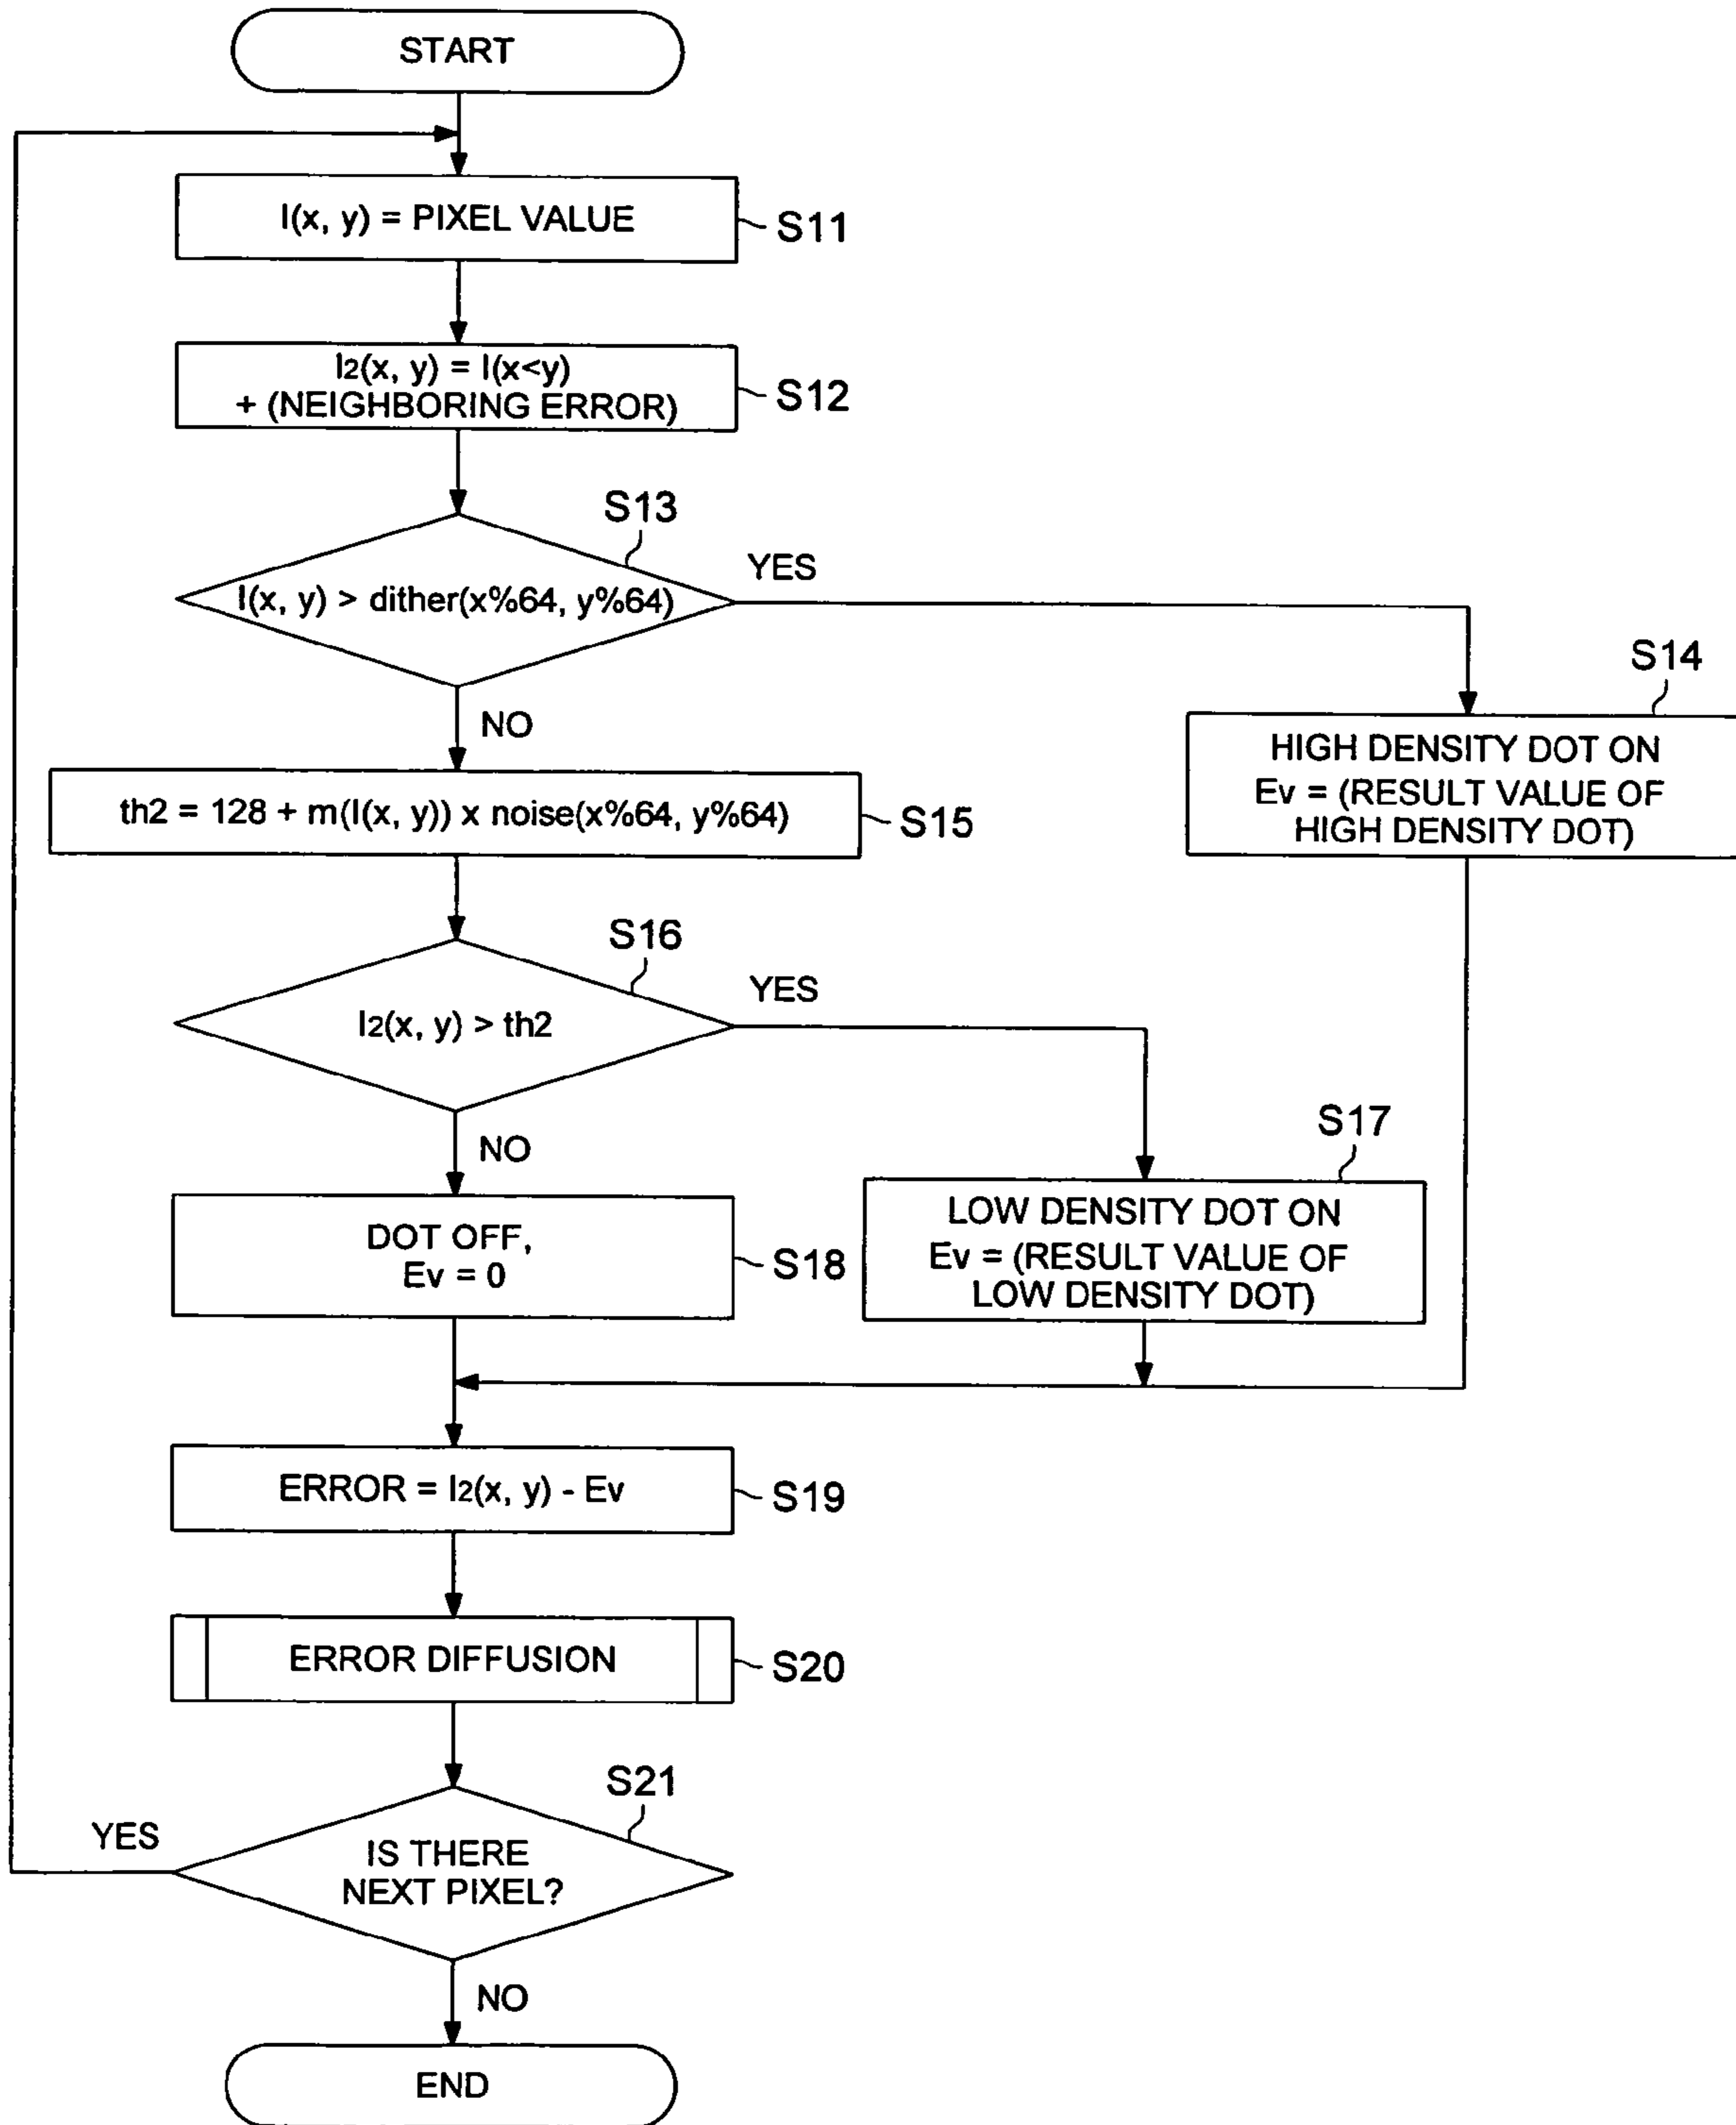 START
I(x, y) = PIXEL VALUE
S11
I2(x, y) = I(x<y)
+ (NEIGHBORING ERROR)
S12
S13
I(x, y) > dither(x%64, y%64)
YES
NO
S14
HIGH DENSITY DOT ON
Ev = (RESULT VALUE OF
HIGH DENSITY DOT)
th2 = 128 + m(I(x, y)) x noise(x%64, y%64)
S15
S16
I2(x, y) > th2
YES
NO
S17
LOW DENSITY DOT ON
Ev = (RESULT VALUE OF
LOW DENSITY DOT)
DOT OFF,
Ev = 0
S18
ERROR = I2(x, y) - Ev
S19
ERROR DIFFUSION
S20
S21
YES
IS THERE
NEXT PIXEL?
NO
END